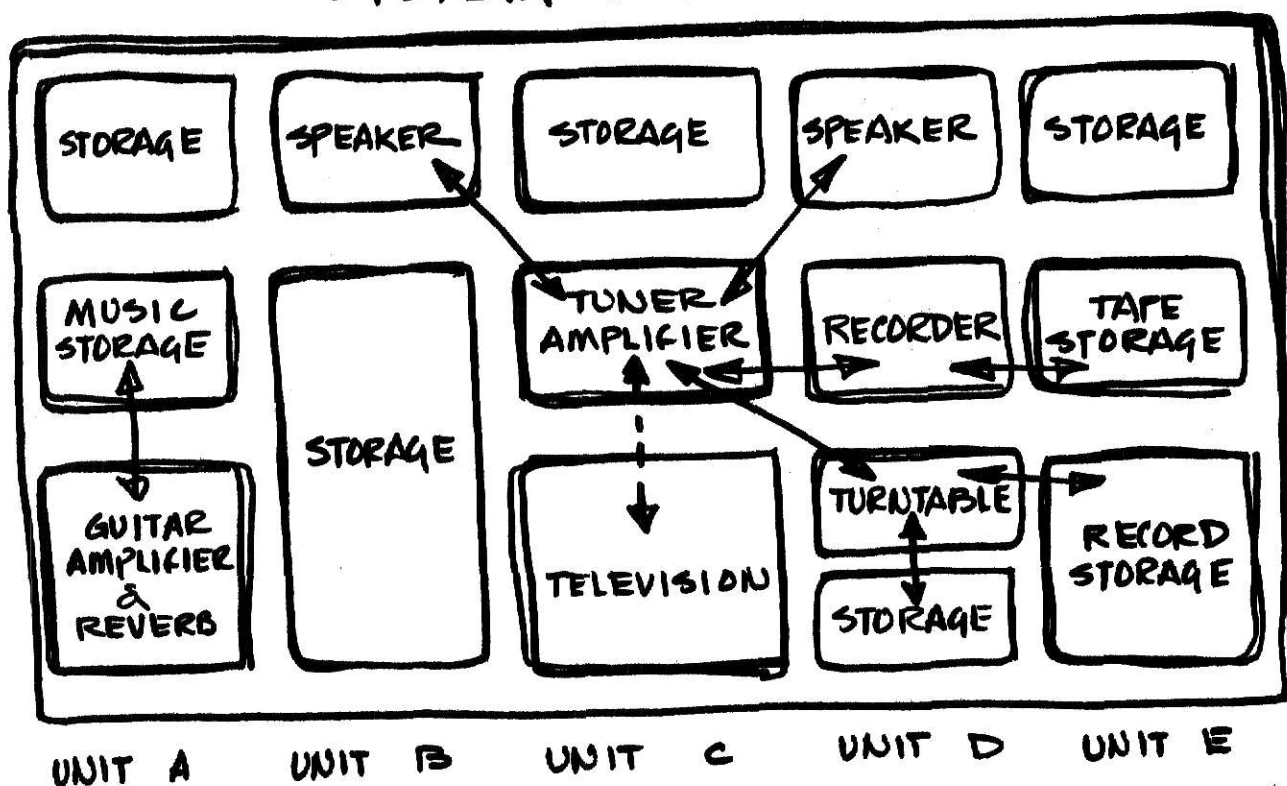 STORAGE
SPEAKER
STORAGE
SPEAKER
STORAGE
MUSIC
STORAGE
TUNER
AMPLIFIER
RECORDER
TAPE
STORAGE
STORAGE
GUITAR
AMPLIFIER
&
REVERB
TELEVISION
TURNTABLE
STORAGE
RECORD
STORAGE
UNIT A
UNIT B
UNIT C
UNIT D
UNIT E